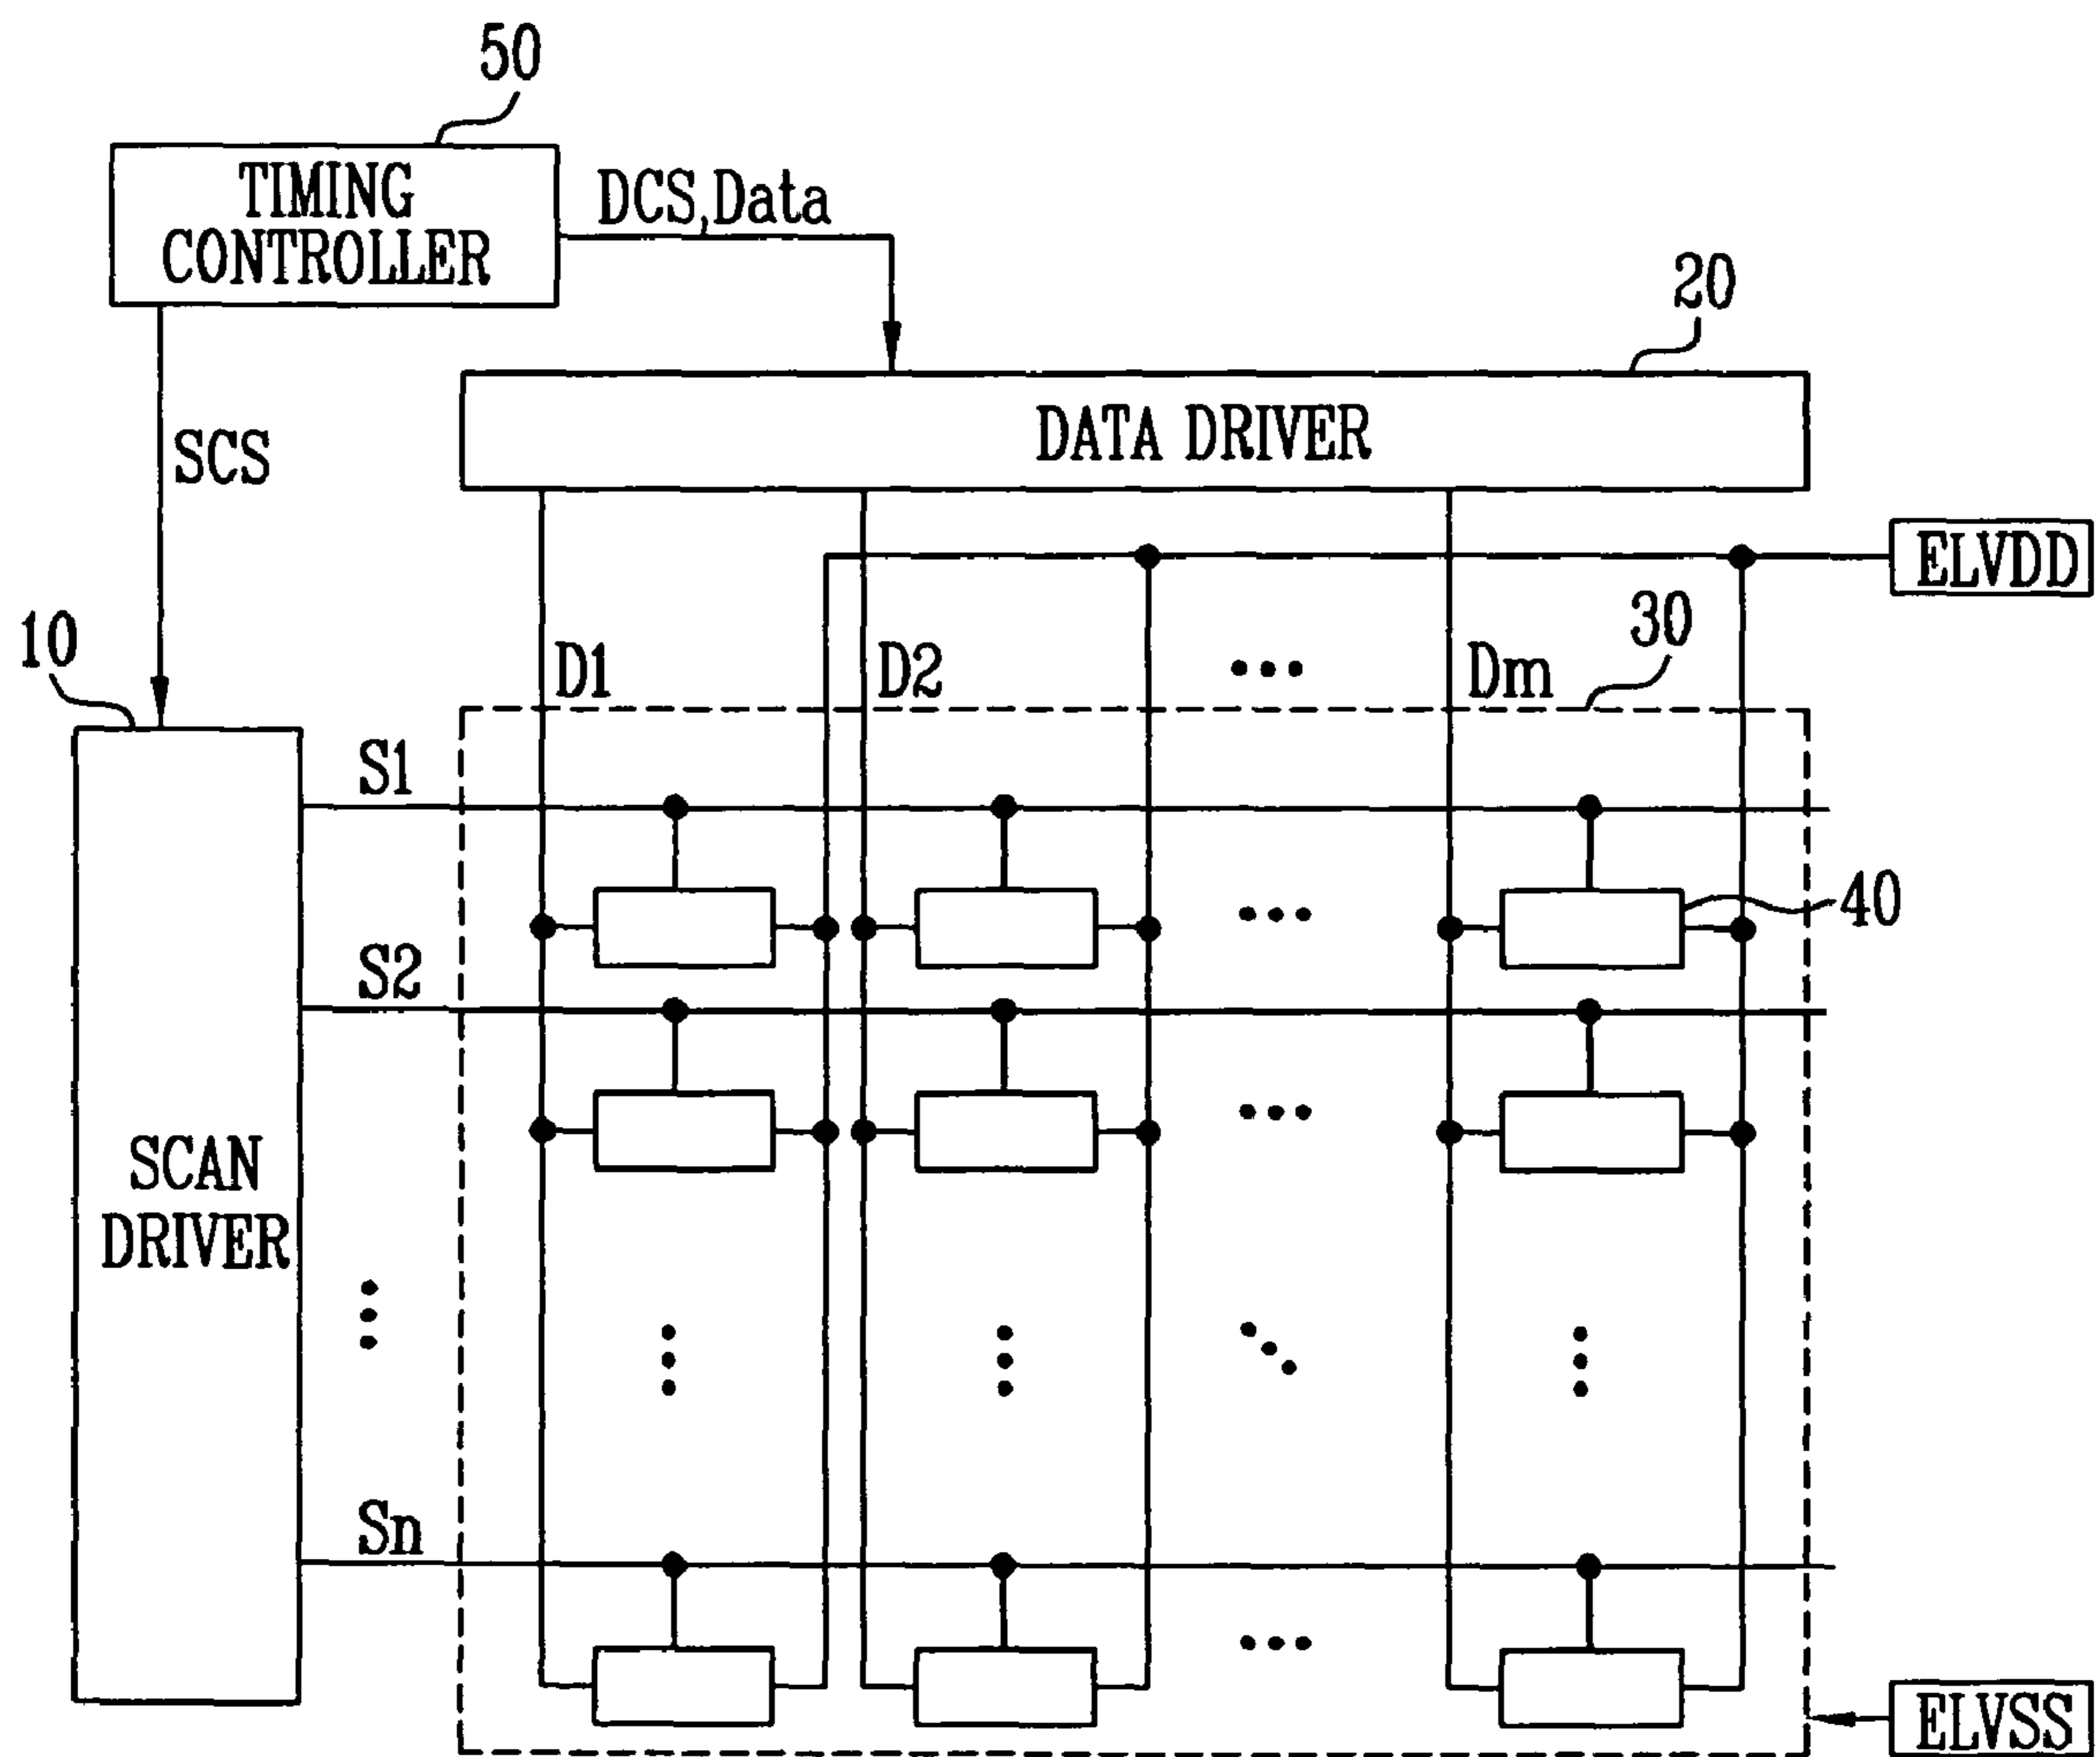 50
TIMING
CONTROLLER
DCS,Data
20
DATA DRIVER
SCS
ELVDD
10
30
D1
D2
Dm
S1
40
S2
SCAN
DRIVER
Sn
ELVSS